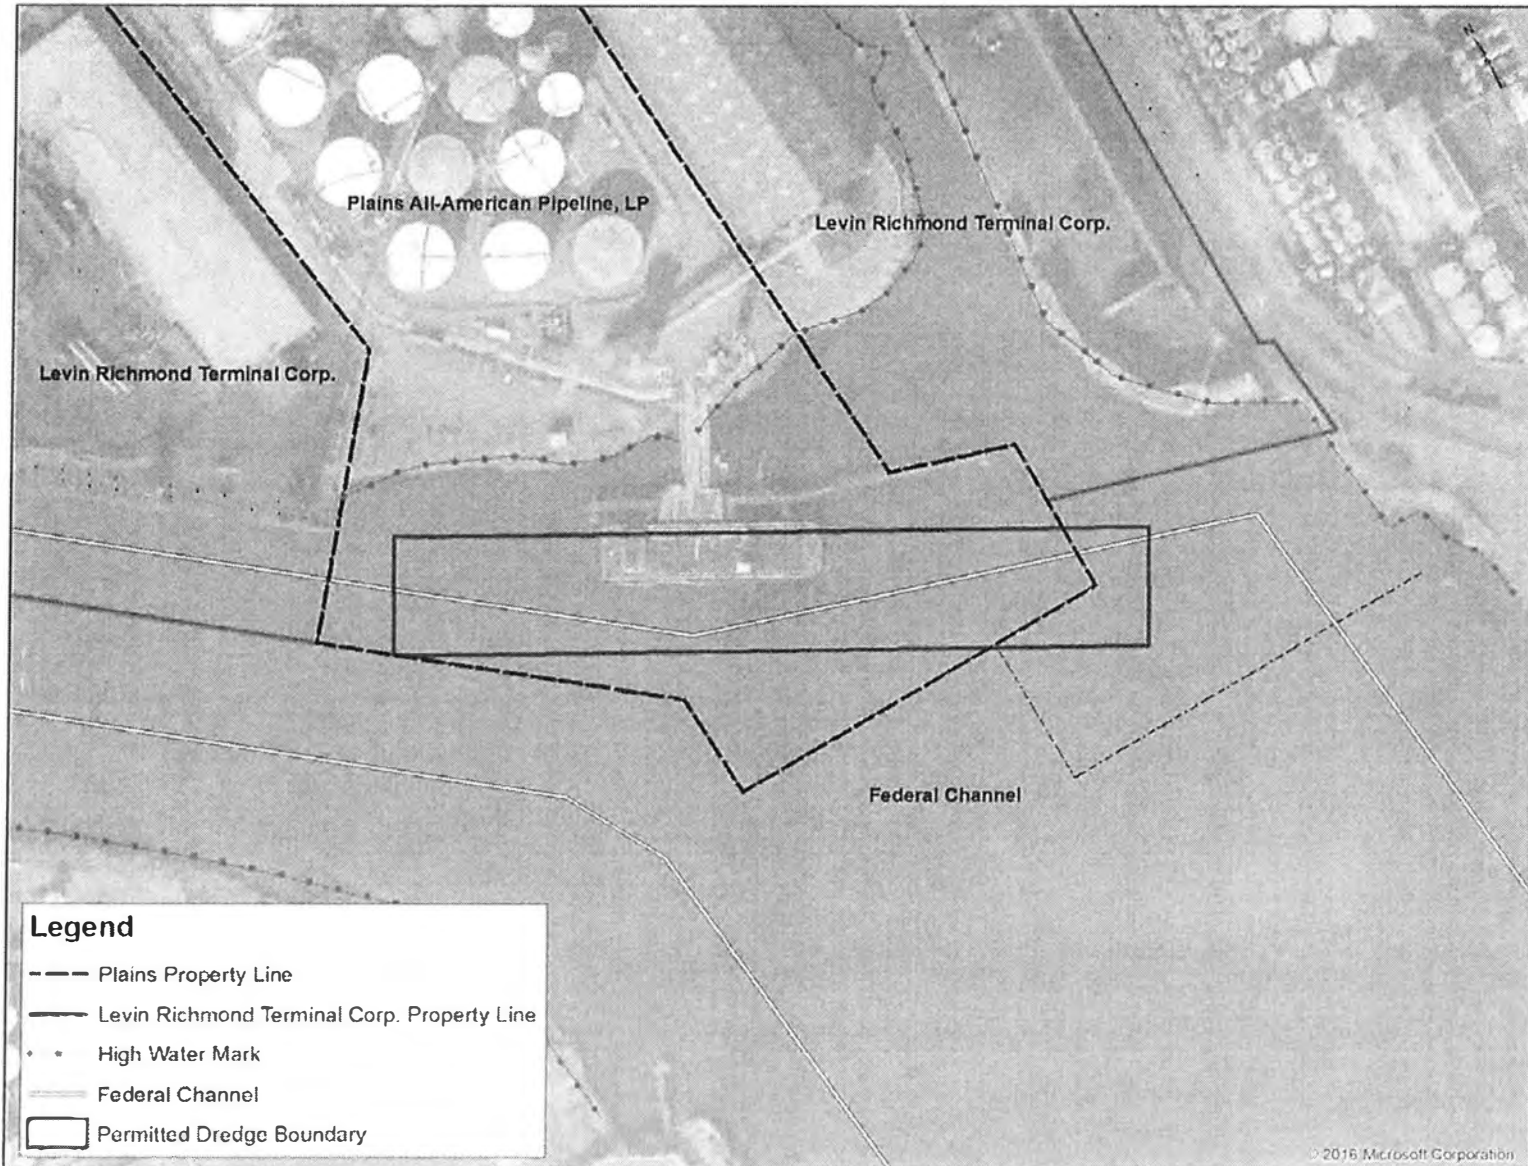 Plains All-American Pipeline, LP
Levin Richmond Terminal Corp.
Levin Richmond Terminal Corp.
Federal Channel
Legend
Plains Property Line
Levin Richmond Terminal Corp. Property Line
High Water Mark
Federal Channel
Permitted Dredge Boundary
©2016 Microsoft Corporation